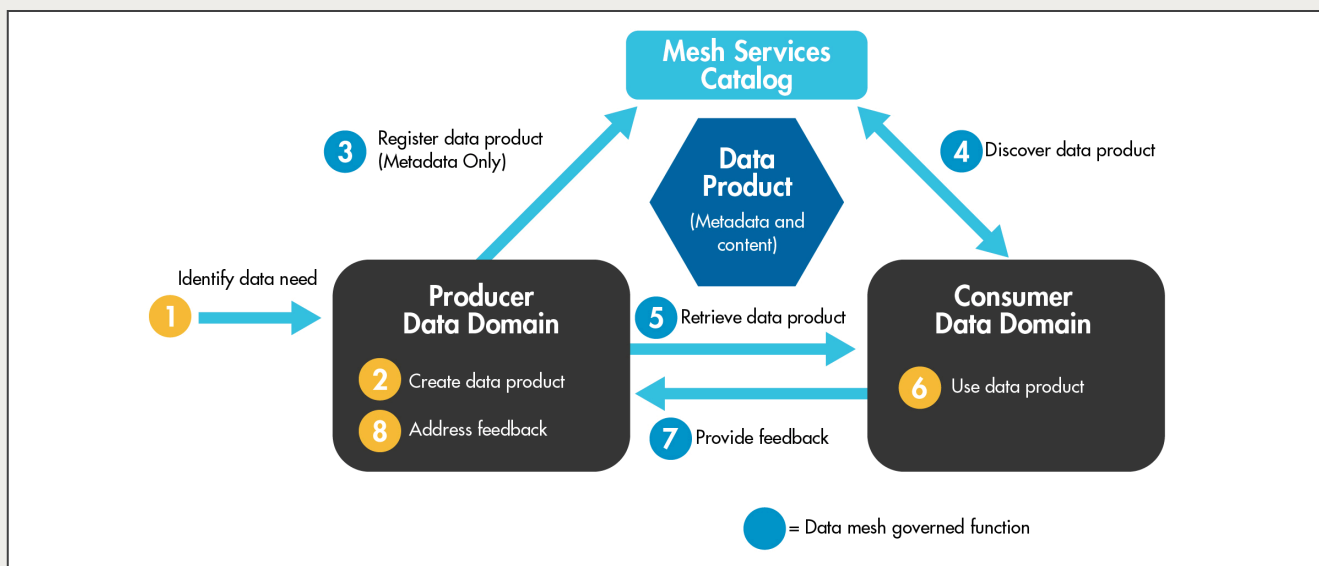 Mesh Services
Catalog
3
Register data product
(Metadata Only)
4
Discover data product
Data
Product
(Metadata and
content)
1
Identify data need
Producer
Data Domain
2
Create data product
8
Address feedback
5
Retrieve data product
7
Provide feedback
Consumer
Data Domain
6
Use data product
= Data mesh governed function